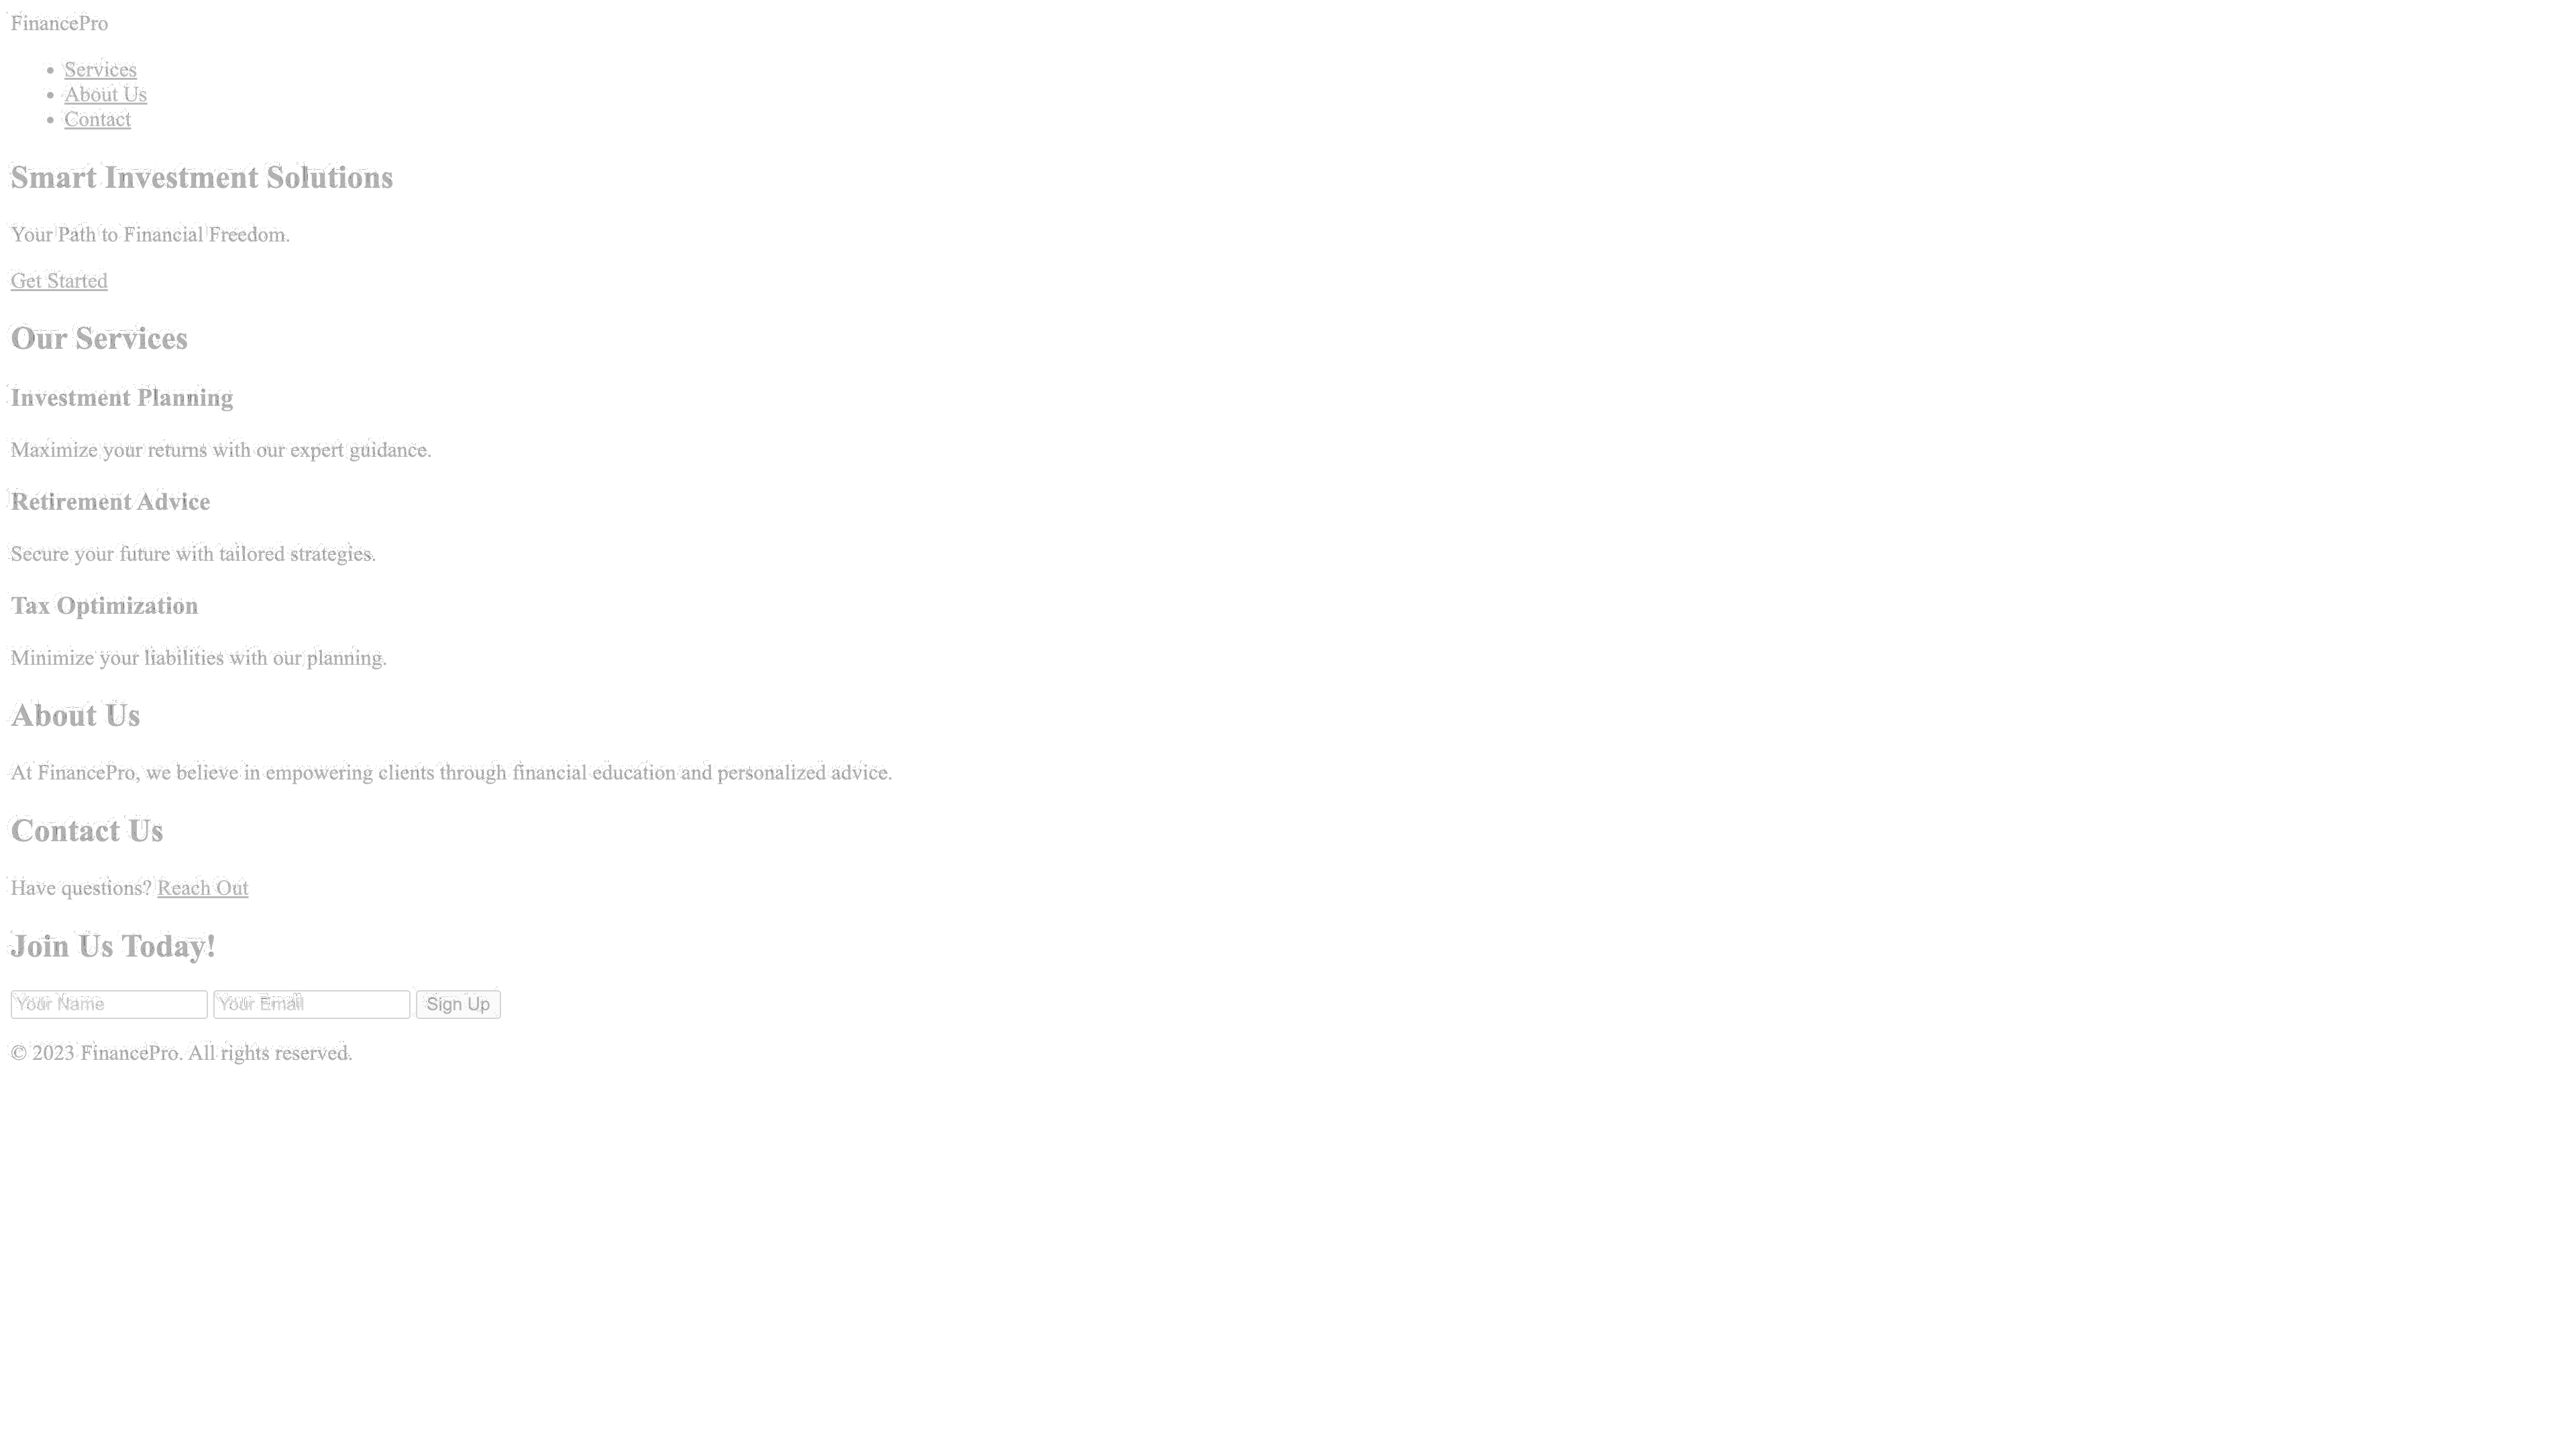 FinancePro
Services
About Us
Contact
Smart Investment Solutions
Your Path to Financial Freedom.
Get Started
Our Services
Investment Planning
Maximize your returns with our expert guidance.
Retirement Advice
Secure your future with tailored strategies.
Tax Optimization
Minimize your liabilities with our planning.
About Us
At FinancePro, we believe in empowering clients through financial education and personalized advice.
Contact Us
Have questions? Reach Out
Join Us Today!
Your Name Your Email Sign Up
© 2023 FinancePro. All rights reserved.